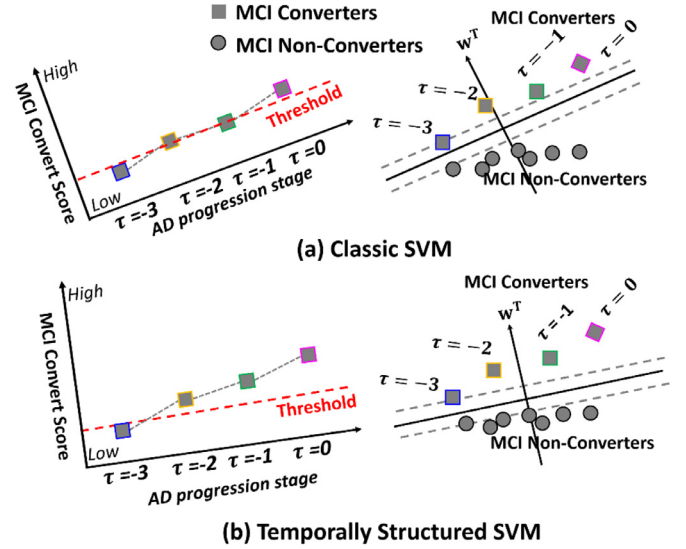 MCI Converters
MCI Non-Converters
High
MCI Convert Score
Low
Threshold
τ =-3
τ =-2
τ =-1
τ =0
AD progression stage
MCI Converters
w^T
τ = −3
τ = −2
τ = −1
τ = 0
MCI Non-Converters
(a) Classic SVM
High
MCI Convert Score
Low
Threshold
τ =-3
τ =-2
τ =-1
τ =0
AD progression stage
MCI Converters
w^T
τ = −3
τ = −2
τ =-1
τ = 0
MCI Non-Converters
(b) Temporally Structured SVM